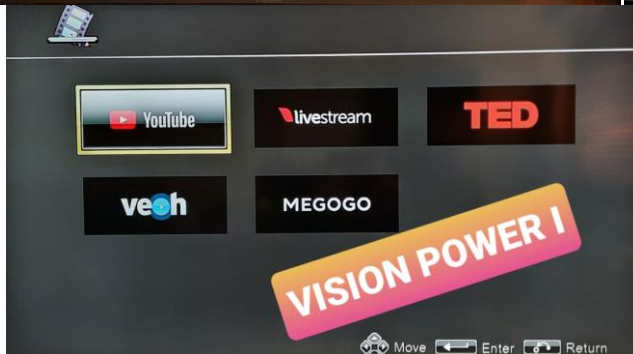 YouTube
livestream
TED
veoh
MEGOGO
VISION POWER I
Move Enter Return